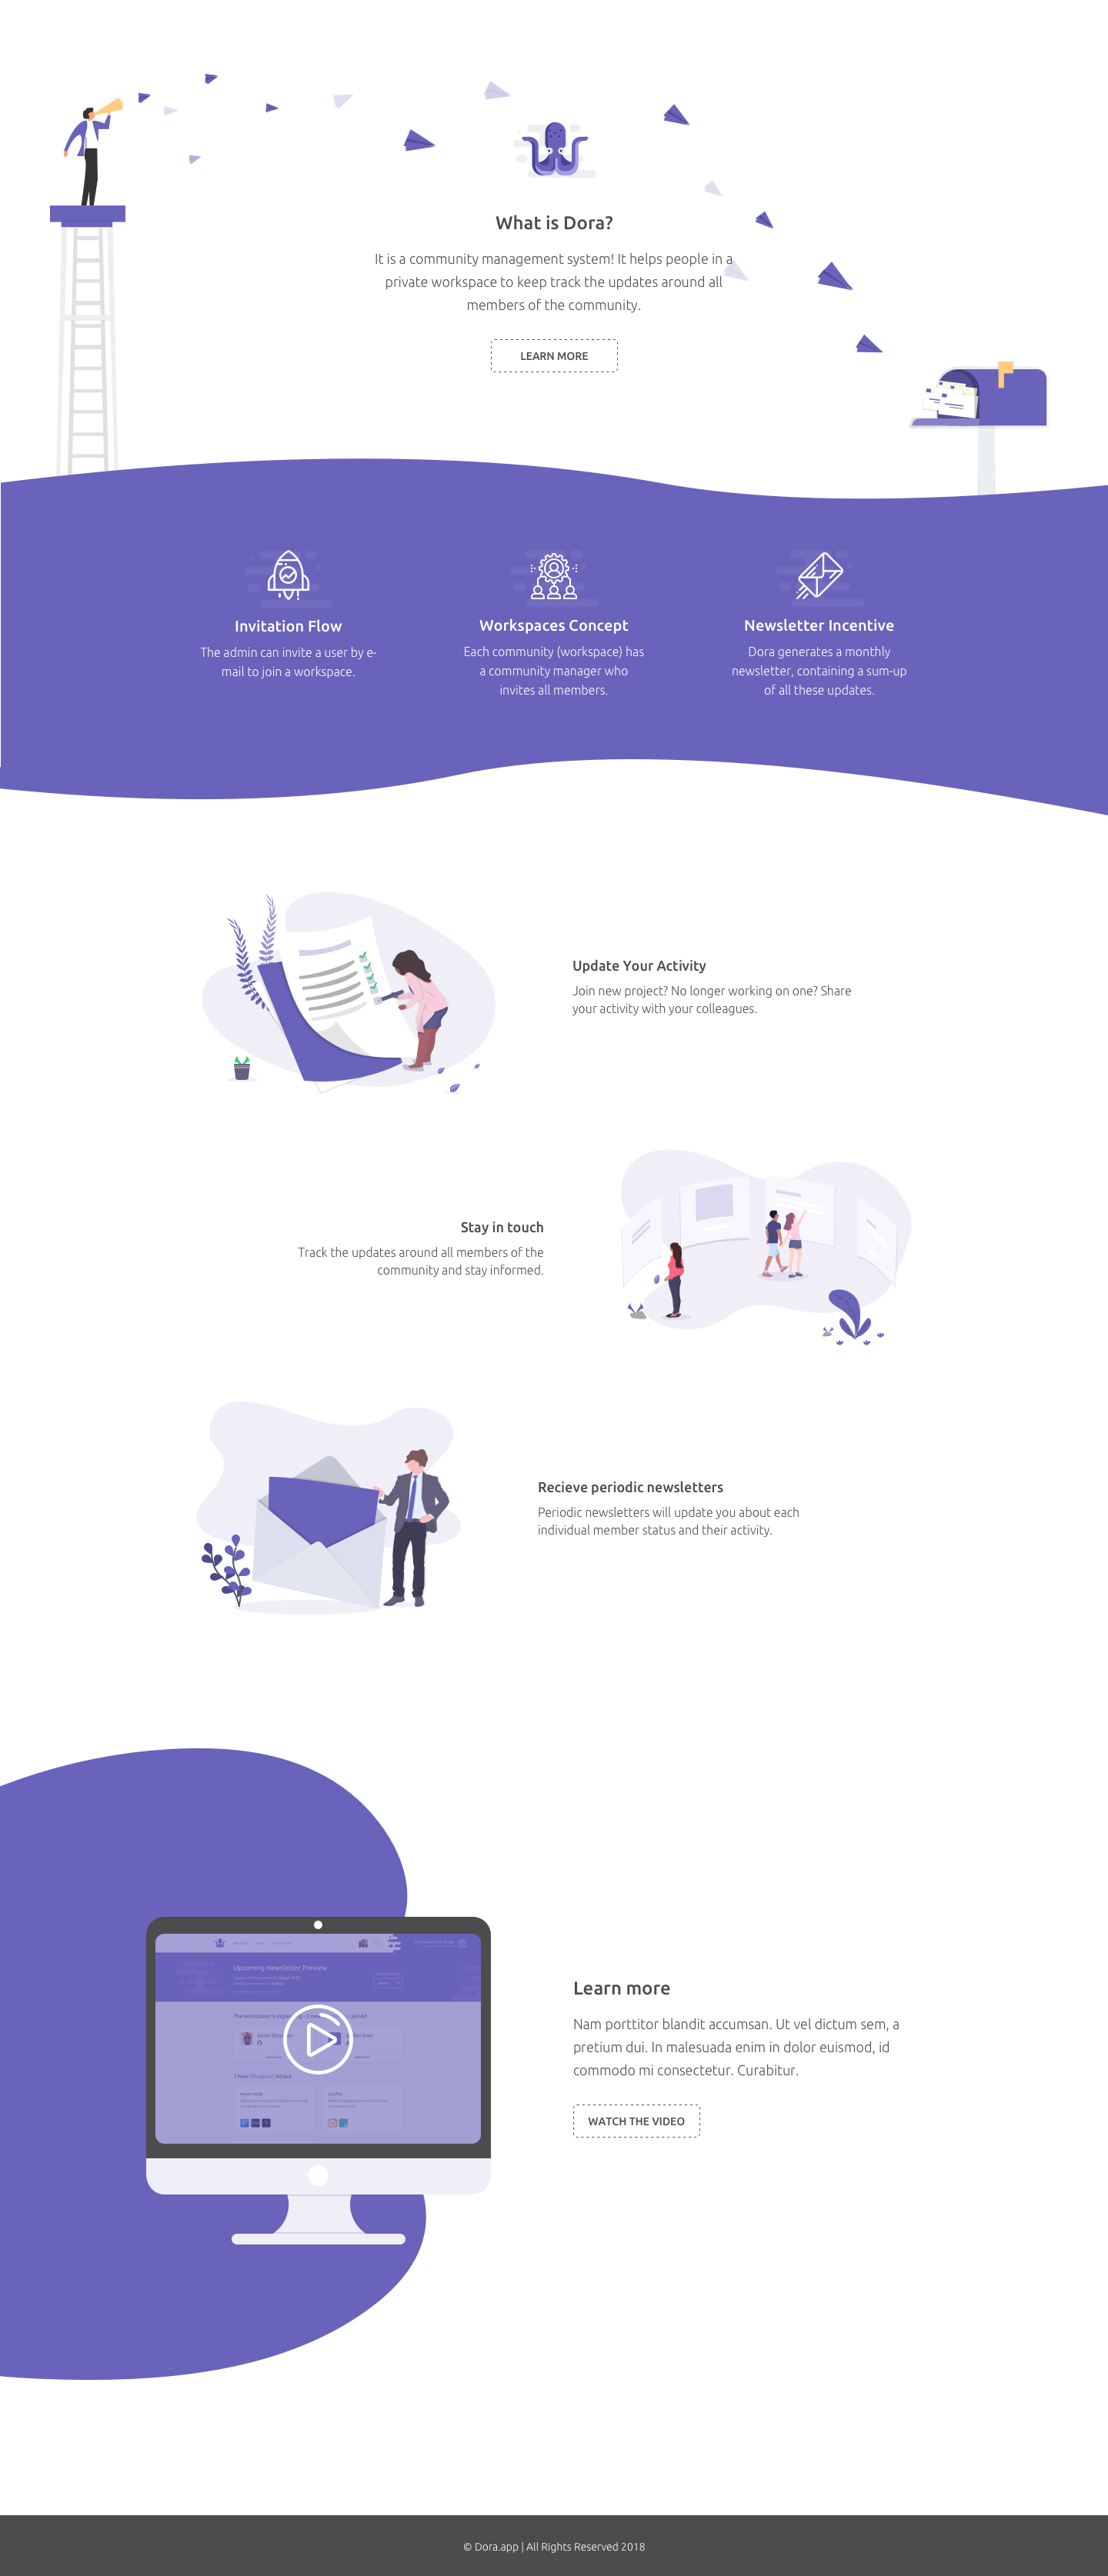 What is Dora?
It is a community management system! It helps people in a
private workspace to keep track the updates around all
members of the community.
LEARN MORE
Invitation Flow
The admin can invite a user by e-
mail to join a workspace.
Workspaces Concept
Each community (workspace) has
a community manager who
invites all members.
Newsletter Incentive
Dora generates a monthly
newsletter, containing a sum-up
of all these updates.
Update Your Activity
Join new project? No longer working on one? Share
your activity with your colleagues.
Stay in touch
Track the updates around all members of the
community and stay informed.
Recieve periodic newsletters
Periodic newsletters will update you about each
individual member status and their activity.
Upcoming Newsletter Preview
3 New (Projects) Added
Learn more
Nam porttitor blandit accumsan. Ut vel dictum sem, a
pretium dui. In malesuada enim in dolor euismod, id
commodo mi consectetur. Curabitur.
WATCH THE VIDEO
© Dora.app | All Rights Reserved 2018